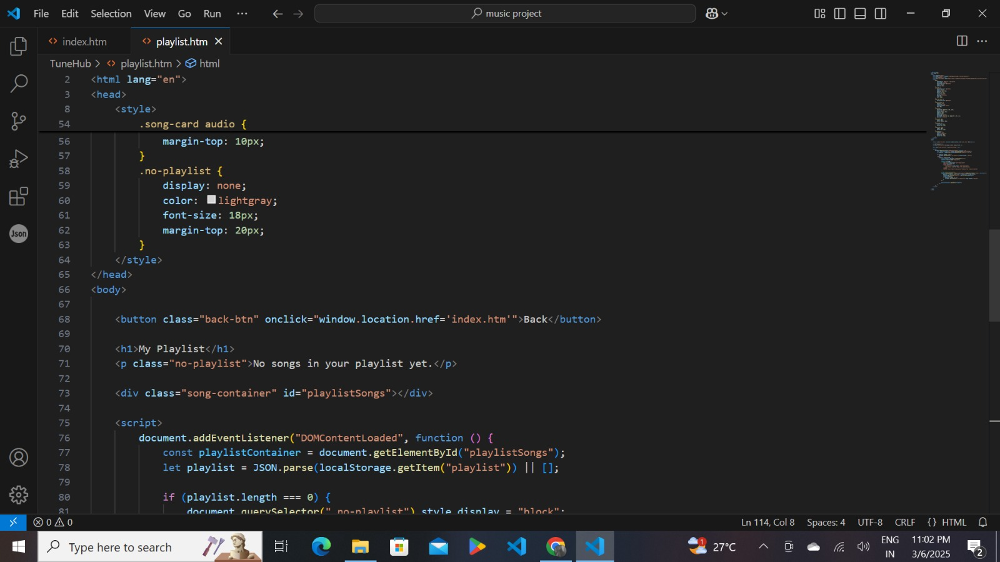 File Edit Selection View Go Run ··· music project
index.htm playlist.htm
TuneHub > playlist.htm > html
2 <html lang="en">
3 <head>
8 <style>
54 .song-card audio {
56 margin-top: 10px;
57 }
58 .no-playlist {
59 display: none;
60 color: lightgray;
61 font-size: 18px;
62 margin-top: 20px;
63 }
64 </style>
65 </head>
66 <body>
67
68 <button class="back-btn" onclick="window.location.href='index.htm'">Back</button>
69
70 <h1>My Playlist</h1>
71 <p class="no-playlist">No songs in your playlist yet.</p>
72
73 <div class="song-container" id="playlistSongs"></div>
74
75 <script>
76 document.addEventListener("DOMContentLoaded", function () {
77 const playlistContainer = document.getElementById("playlistSongs");
78 let playlist = JSON.parse(localStorage.getItem("playlist")) || [];
79
80 if (playlist.length === 0) {
81 document.querySelector(".no-playlist").style.display = "block";
Json
0 0 Ln 114, Col 8 Spaces: 4 UTF-8 CRLF {} HTML
Type here to search
1 27°C
ENG
IN
11:02 PM
3/6/2025
2